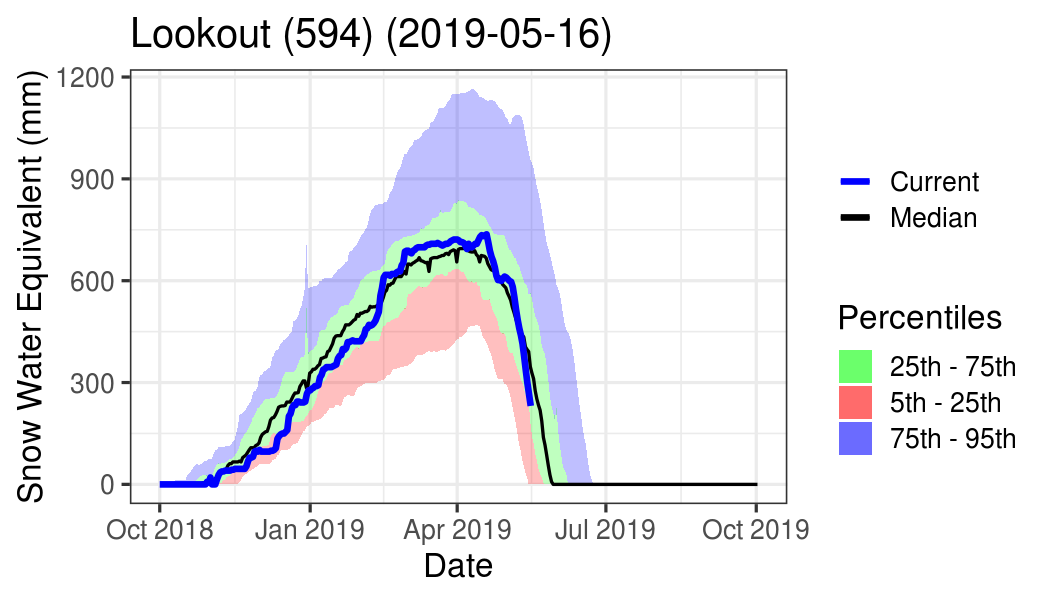 Lookout (594) (2019-05-16)
Snow Water Equivalent (mm)
1200
900
600
300
0
Oct 2018
Jan 2019
Apr 2019
Jul 2019
Oct 2019
Date
Current
Median
Percentiles
25th - 75th
5th - 25th
75th - 95th